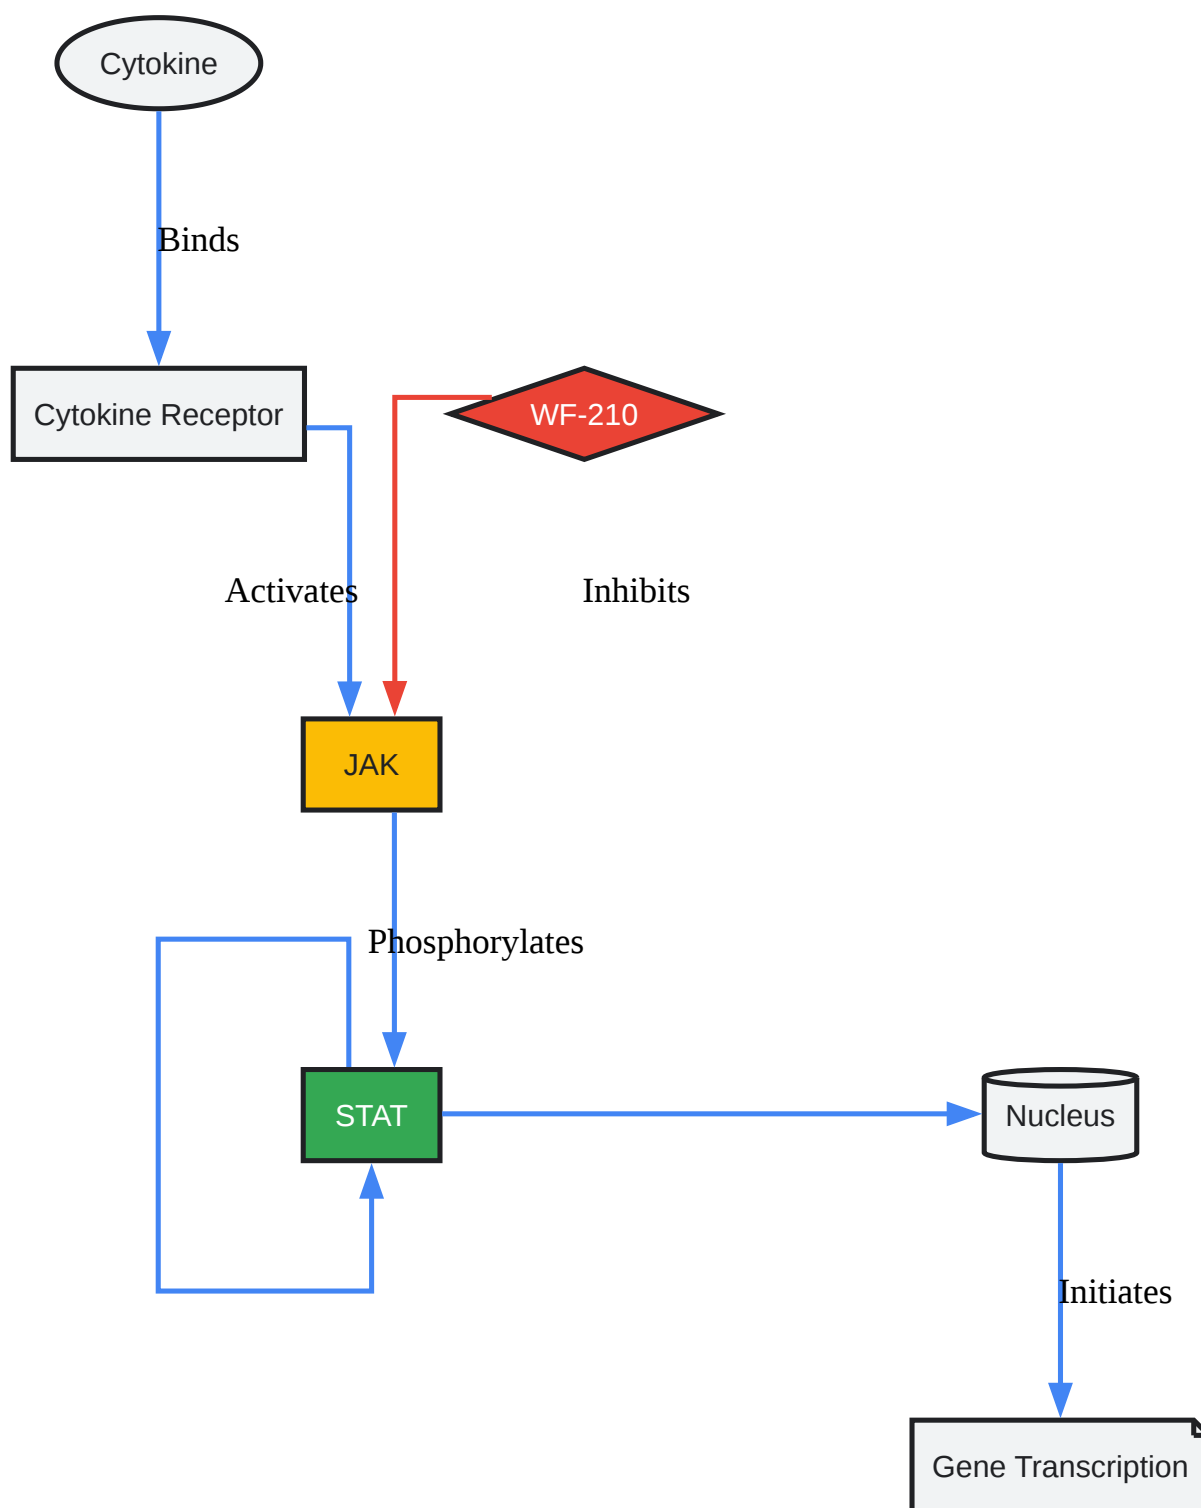 Cytokine
Binds
Cytokine Receptor
WF-210
Activates
Inhibits
JAK
Phosphorylates
STAT
Nucleus
Initiates
Gene Transcription